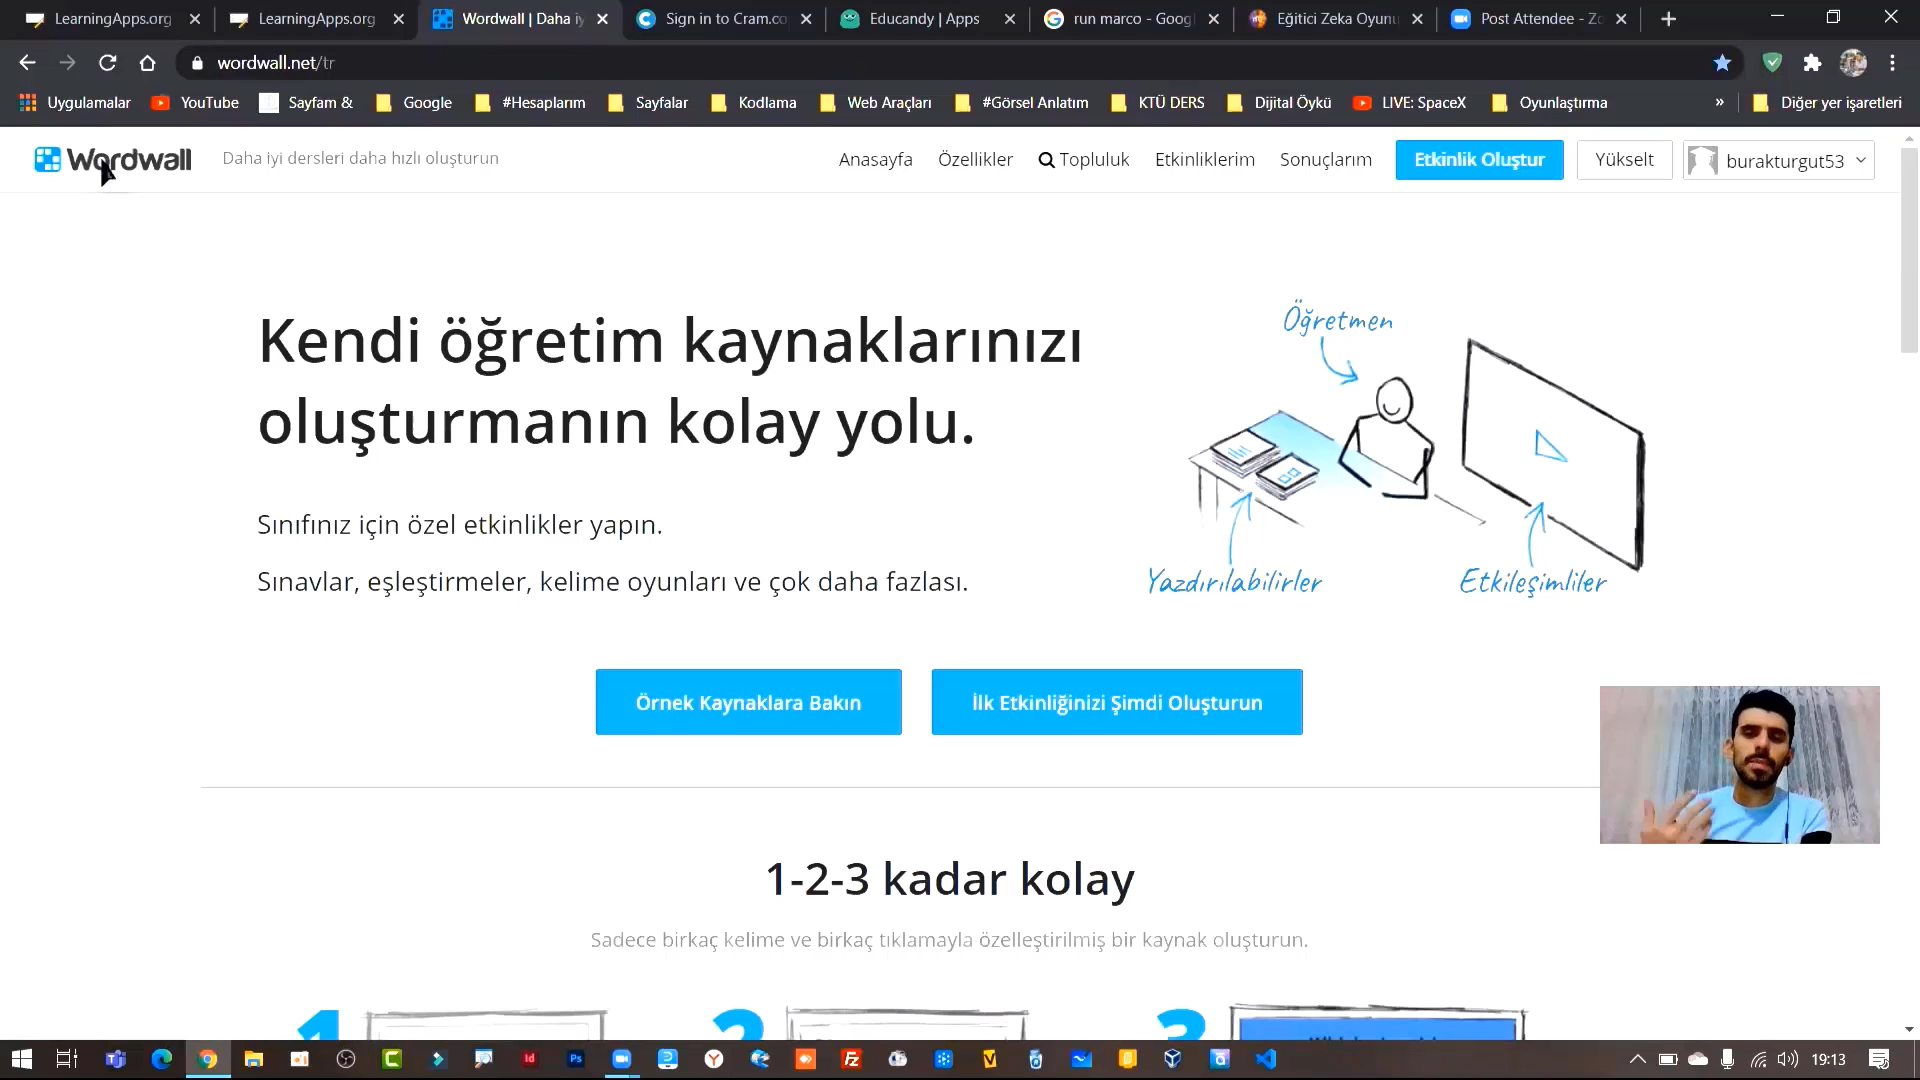 LearningApps.org
LearningApps.org
Wordwall | Daha iy
Sign in to Cram.co
Educandy | Apps
run marco - Googl
Eğitici Zeka Oyunu
Post Attendee - Zo
wordwall.net/tr
Uygulamalar
YouTube
Sayfam &
Google
#Hesaplarım
Sayfalar
Kodlama
Web Araçları
#Görsel Anlatım
KTÜ DERS
Dijital Öykü
LIVE: SpaceX
Oyunlaştırma
»
Diğer yer işaretleri
Wordwall
Daha iyi dersleri daha hızlı oluşturun
Anasayfa
Özellikler
Topluluk
Etkinliklerim
Sonuçlarım
Etkinlik Oluştur
Yükselt
burakturgut53
Kendi öğretim kaynaklarınızı
oluşturmanın kolay yolu.
Öğretmen
Sınıfınız için özel etkinlikler yapın.
Sınavlar, eşleştirmeler, kelime oyunları ve çok daha fazlası.
Yazdırılabilirler
Etkileşimliler
Örnek Kaynaklara Bakın
İlk Etkinliğinizi Şimdi Oluşturun
1-2-3 kadar kolay
Sadece birkaç kelime ve birkaç tıklamayla özelleştirilmiş bir kaynak oluşturun.
1
2
3
Id
Ps
19:13